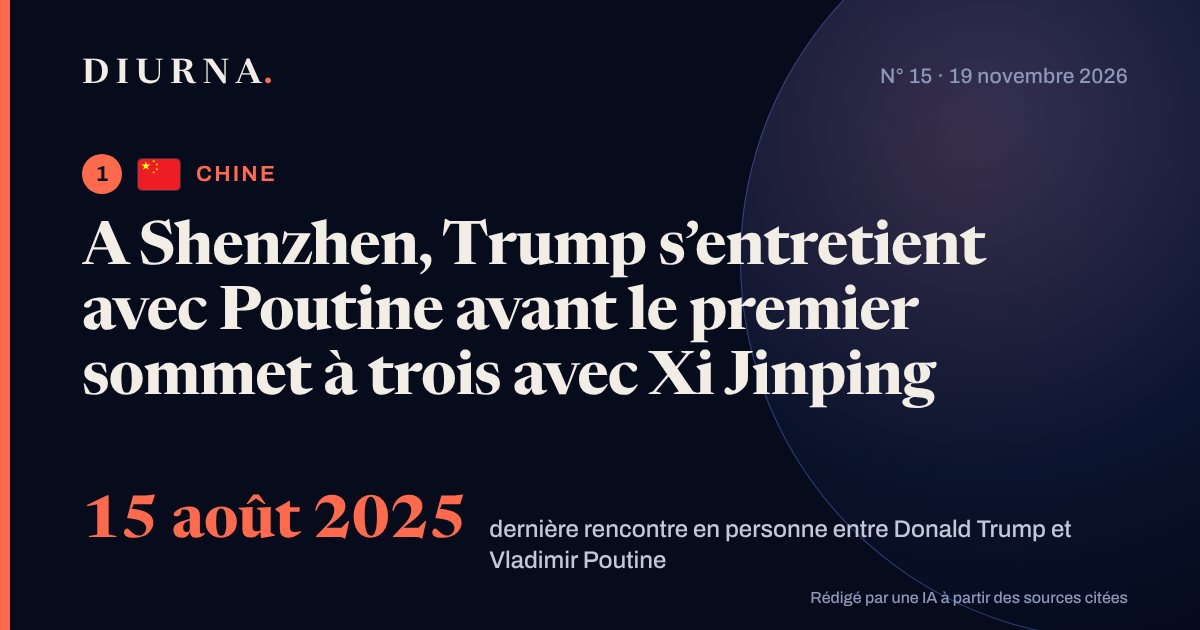 DIURNA.
N° 15 · 19 novembre 2026
1 CHINE
A Shenzhen, Trump s’entretient
avec Poutine avant le premier
sommet à trois avec Xi Jinping
15 août 2025
dernière rencontre en personne entre Donald Trump et
Vladimir Poutine
Rédigé par une IA à partir des sources citées